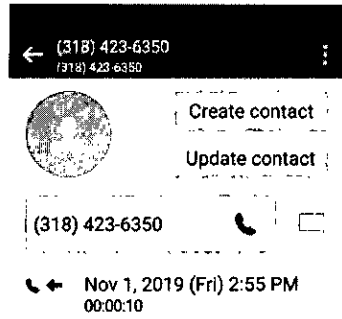 (318) 423-6350
(318) 423-6350
Create contact
Update contact
(318) 423-6350
Nov 1, 2019 (Fri) 2:55 PM
00:00:10